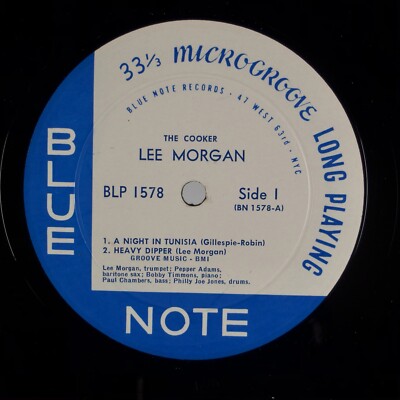 33 1/3 MICROGROOVE LONG PLAYING
BLUE NOTE RECORDS • 47 WEST 63rd • NYC
THE COOKER
LEE MORGAN
BLP 1578 Side 1
(BN 1578-A)
1. A NIGHT IN TUNISIA (Gillespie-Robin)
2. HEAVY DIPPER (Lee Morgan)
GROOVE MUSIC - BMI
Lee Morgan, trumpet; Pepper Adams,
baritone sax; Bobby Timmons, piano;
Paul Chambers, bass; Philly Joe Jones, drums.
BLUE
NOTE